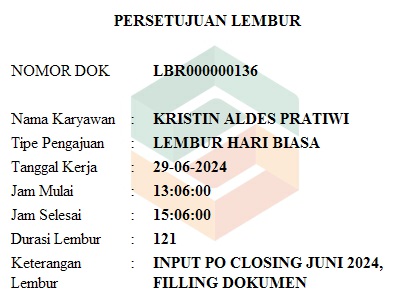 PERSETUJUAN LEMBUR
NOMOR DOK LBR000000136
Nama Karyawan : KRISTIN ALDES PRATIWI
Tipe Pengajuan : LEMBUR HARI BIASA
Tanggal Kerja : 29-06-2024
Jam Mulai : 13:06:00
Jam Selesai : 15:06:00
Durasi Lembur : 121
Keterangan : INPUT PO CLOSING JUNI 2024,
Lembur FILLING DOKUMEN